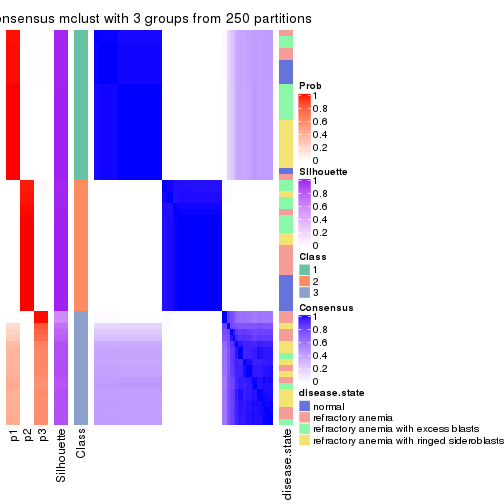 onsensus mclust with 3 groups from 250 partitions
Prob
1
0.8
0.6
0.4
0.2
0
Silhouette
1
0.8
0.6
0.4
0.2
0
Class
1
2
3
Consensus
1
0.8
0.6
0.4
0.2
0
disease.state
normal
refractory anemia
refractory anemia with excess blasts
refractory anemia with ringed sideroblasts
p1
p2
p3
Silhouette
Class
disease.state